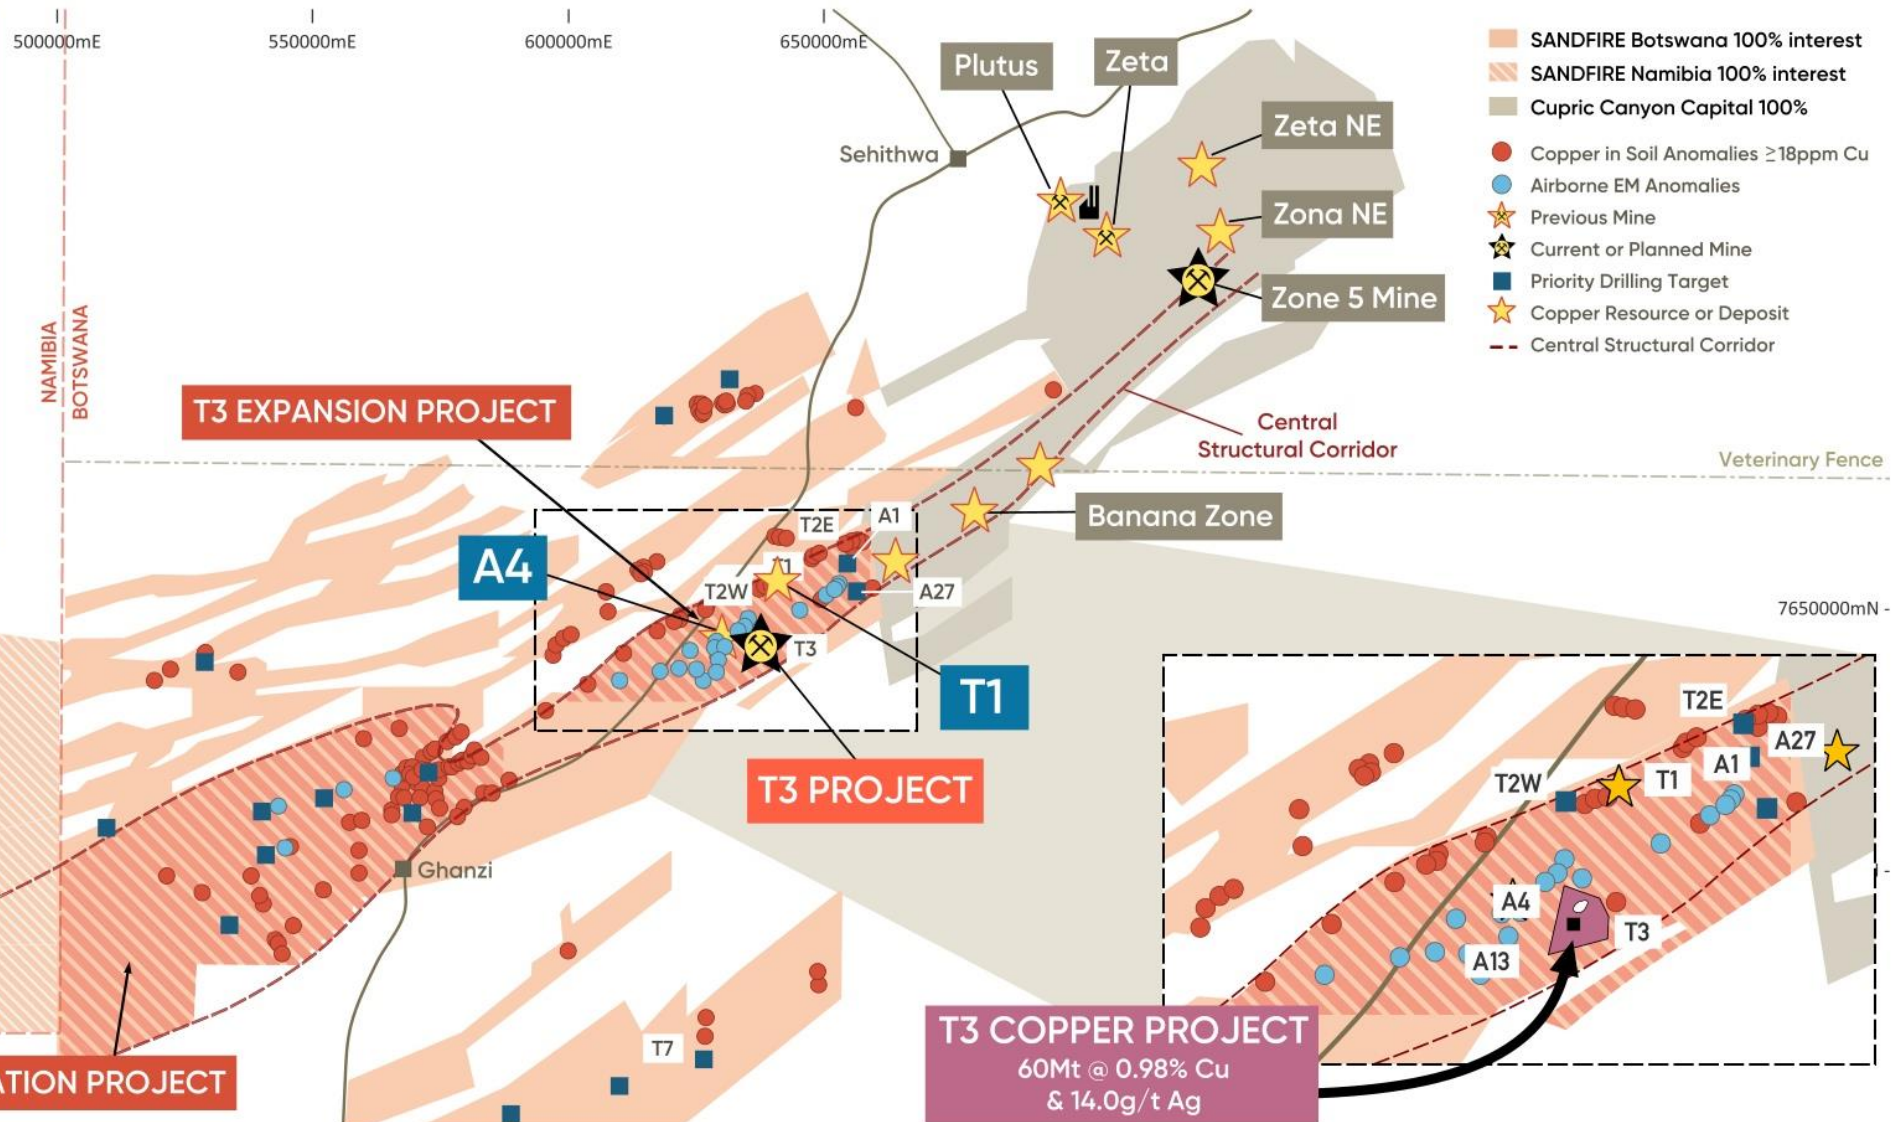 500000mE
550000mE
600000mE
650000mE
SANDFIRE Botswana 100% interest
SANDFIRE Namibia 100% interest
Cupric Canyon Capital 100%
Copper in Soil Anomalies ≥18ppm Cu
Airborne EM Anomalies
Previous Mine
Current or Planned Mine
Priority Drilling Target
Copper Resource or Deposit
Central Structural Corridor
Plutus
Zeta
Zeta NE
Sehithwa
Zona NE
Zone 5 Mine
NAMIBIA
BOTSWANA
T3 EXPANSION PROJECT
Central
Structural Corridor
Veterinary Fence
Banana Zone
T2E
A1
A4
T1
T2W
A27
7650000mN
T3
T1
T3 PROJECT
Ghanzi
T2E
A27
A1
T1
T2W
A4
T3
A13
T7
T3 COPPER PROJECT
60Mt @ 0.98% Cu
& 14.0g/t Ag
ATION PROJECT